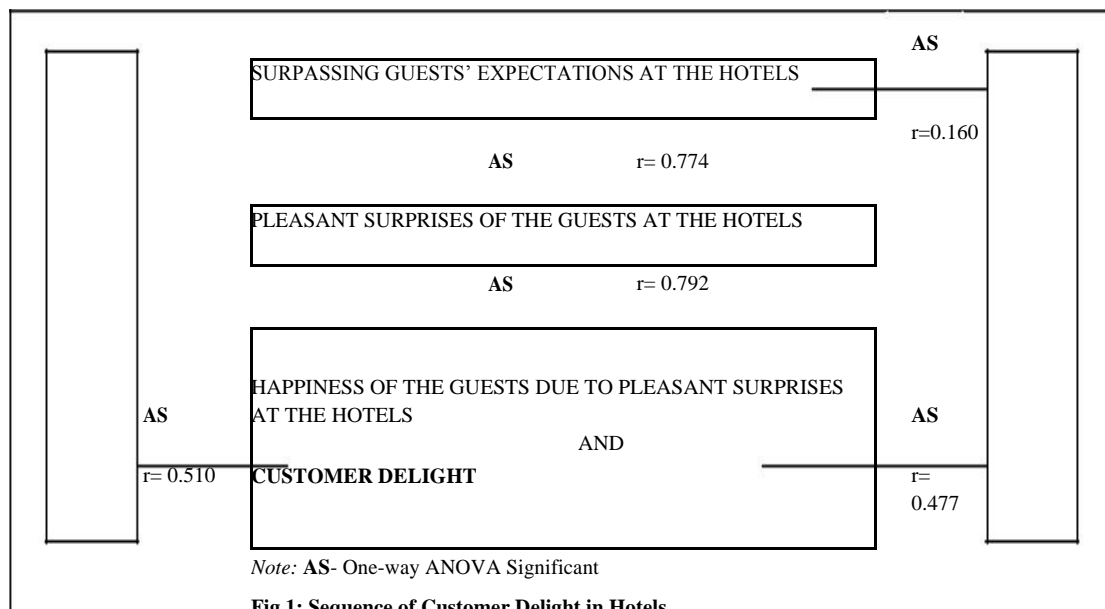 AS
SURPASSING GUESTS’ EXPECTATIONS AT THE HOTELS
r=0.160
AS r= 0.774
PLEASANT SURPRISES OF THE GUESTS AT THE HOTELS
AS r= 0.792
HAPPINESS OF THE GUESTS DUE TO PLEASANT SURPRISES
AS AT THE HOTELS AS
AND
r= 0.510 CUSTOMER DELIGHT r=
0.477
Note: AS- One-way ANOVA Significant
Fig 1: Sequence of Customer Delight in Hotels